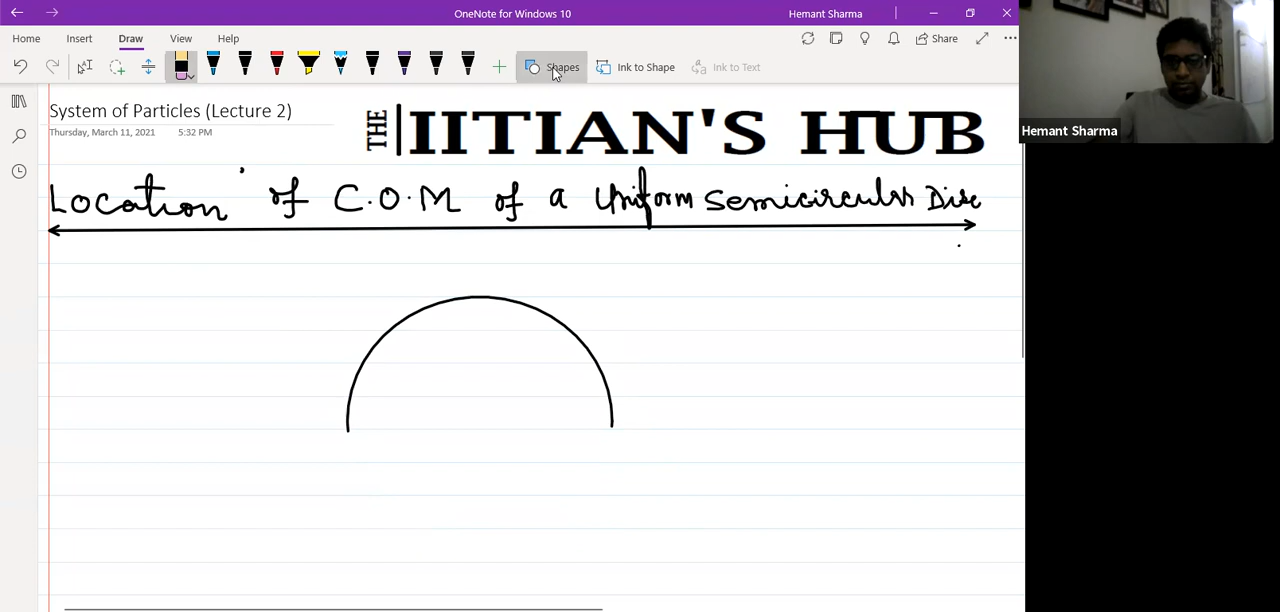 OneNote for Windows 10
Hemant Sharma
Home Insert Draw View Help
Share
Shapes
Ink to Shape
Ink to Text
System of Particles (Lecture 2)
Thursday, March 11, 2021 5:32 PM
THE IITIAN'S HUB
Hemant Sharma
Location of C.O.M of a Uniform Semicircular Disc